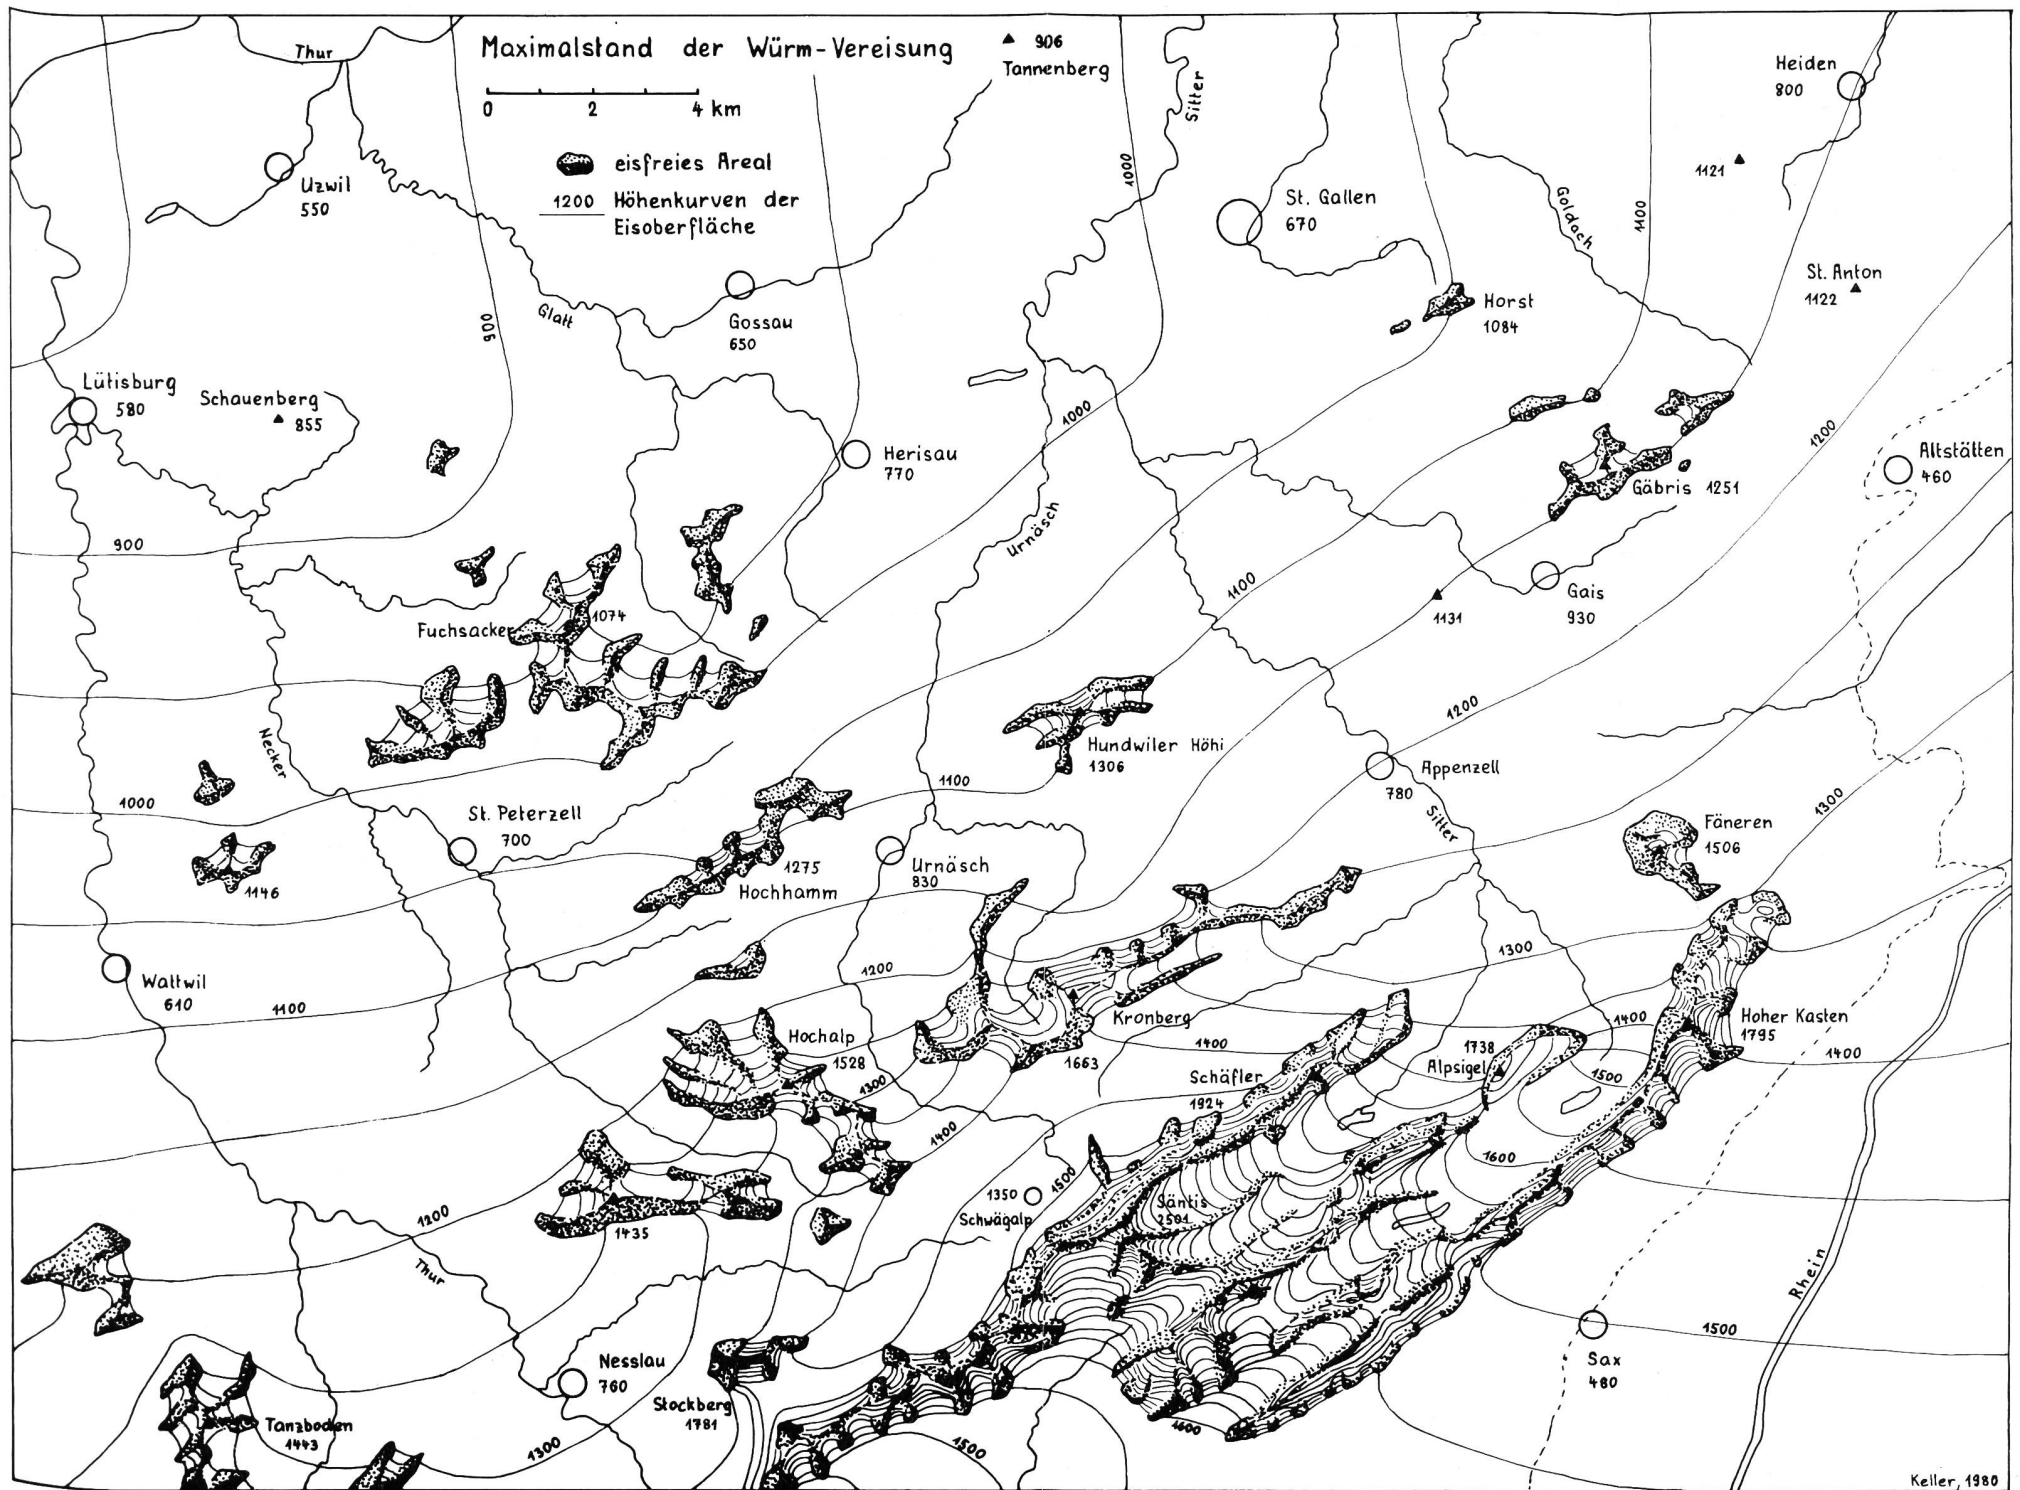 Thur
Maximalstand der Würm-Vereisung
906
Tannenberg
Heiden
800
0 2 4 km
Sitter
eisfreies Areal
1200 Höhenkurven der
Eisoberfläche
1000
1121
Uzwil
550
St. Gallen
670
Goldach
1100
St. Anton
1122
900
Glatt
Gossau
650
Horst
1084
Lütisburg
580
Schauenberg
855
1000
1200
Herisau
770
Altstätten
460
Gäbris 1251
Urnäsch
900
1100
Gais
930
1131
1074
Fuchsacker
1200
Necker
Hundwiler Höhi
1306
Appenzell
780
1100
1000
Sitter
1300
St. Peterzell
700
Fäneren
1506
1275
Hochhamm
Urnäsch
830
1146
1300
1200
Waltwil
610
1100
Kronberg
1663
Hochalp
1528
1400
1400
Hoher Kasten
1795
1400
1738
Alpsigel
1500
Schäfler
1924
1300
1400
1600
1500
1350
Schwägalp
Säntis
2501
1200
1435
Thur
Rhein
1500
Sax
480
Nesslau
760
Stockberg
1781
Tanzboden
1443
1300
1500
1600
Keller, 1980